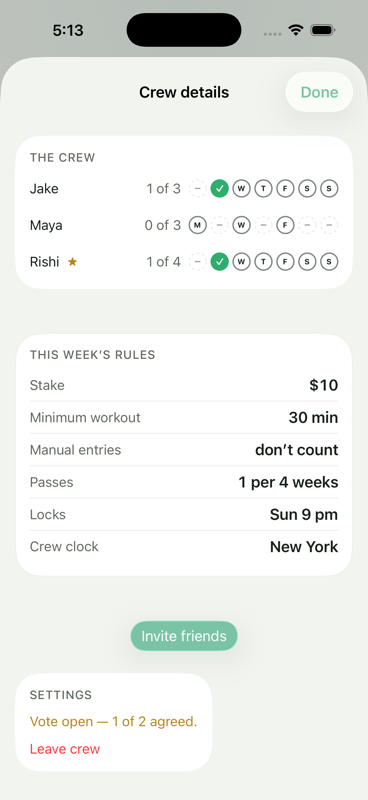 5:13
Crew details
Done
THE CREW
Jake 1 of 3 – ✓ W T F S S
Maya 0 of 3 M – W – F – –
Rishi ★ 1 of 4 – ✓ W T F S S
THIS WEEK’S RULES
Stake $10
Minimum workout 30 min
Manual entries don’t count
Passes 1 per 4 weeks
Locks Sun 9 pm
Crew clock New York
Invite friends
SETTINGS
Vote open — 1 of 2 agreed.
Leave crew